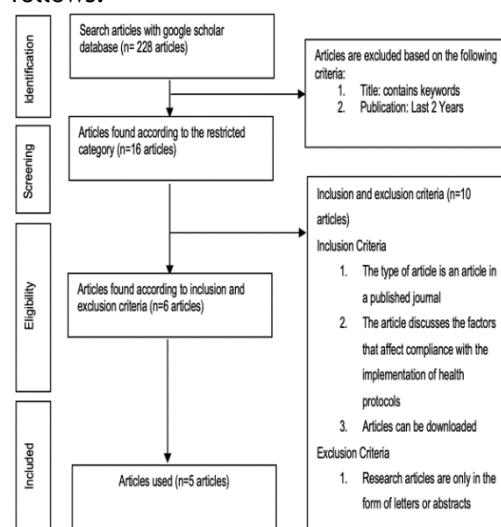 follows:
Identification
Search articles with google scholar
database (n= 228 articles)
Articles are excluded based on the following
criteria:
1. Title: contains keywords
2. Publication: Last 2 Years
Screening
Articles found according to the restricted
category (n=16 articles)
Inclusion and exclusion criteria (n=10
articles)
Inclusion Criteria
1. The type of article is an article in
a published journal
2. The article discusses the factors
that affect compliance with the
implementation of health
protocols
3. Articles can be downloaded
Exclusion Criteria
1. Research articles are only in the
form of letters or abstracts
Eligibility
Articles found according to inclusion and
exclusion criteria (n=6 articles)
Included
Articles used (n=5 articles)